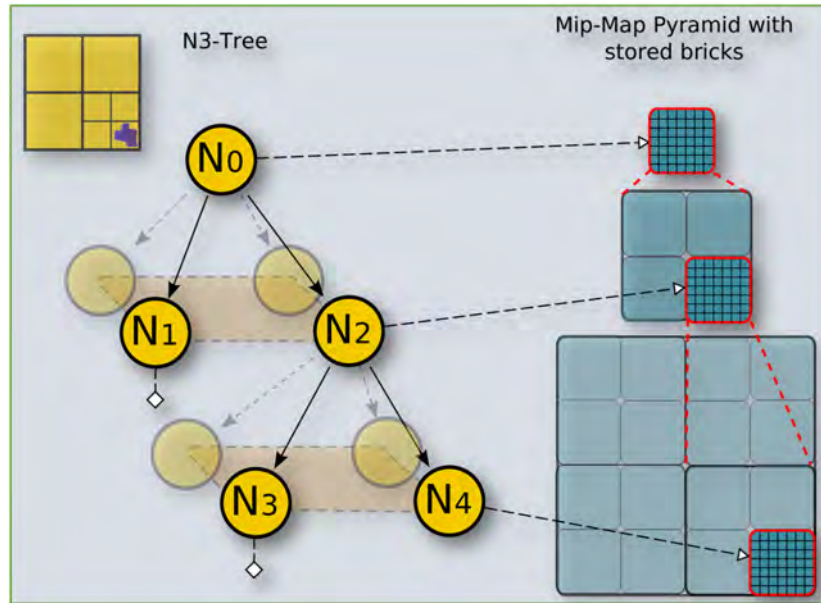 N3-Tree
Mip-Map Pyramid with
stored bricks
N0
N1
N2
N3
N4